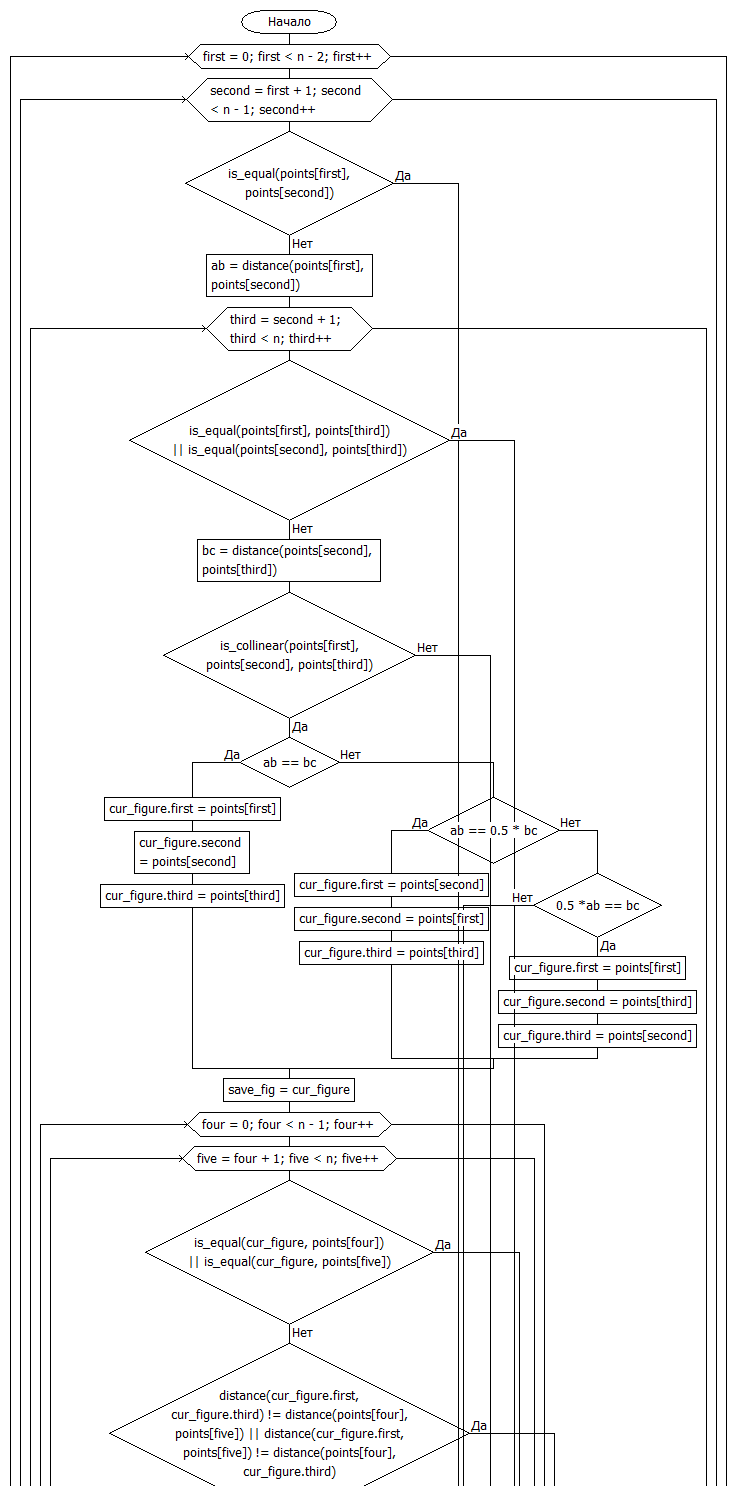 Начало
first = 0; first < n - 2; first++
second = first + 1; second
< n - 1; second++
is_equal(points[first],
points[second])
Да
Нет
ab = distance(points[first],
points[second])
third = second + 1;
third < n; third++
is_equal(points[first], points[third])
|| is_equal(points[second], points[third])
Да
Нет
bc = distance(points[second],
points[third])
is_collinear(points[first],
points[second], points[third])
Нет
Да
Да
ab == bc
Нет
cur_figure.first = points[first]
cur_figure.second
= points[second]
cur_figure.third = points[third]
Да
ab == 0.5 * bc
Нет
cur_figure.first = points[second]
cur_figure.second = points[first]
cur_figure.third = points[third]
Нет
0.5 *ab == bc
Да
cur_figure.first = points[first]
cur_figure.second = points[third]
cur_figure.third = points[second]
save_fig = cur_figure
four = 0; four < n - 1; four++
five = four + 1; five < n; five++
is_equal(cur_figure, points[four])
|| is_equal(cur_figure, points[five])
Да
Нет
distance(cur_figure.first,
cur_figure.third) != distance(points[four],
points[five]) || distance(cur_figure.first,
points[five]) != distance(points[four],
cur_figure.third)
Да